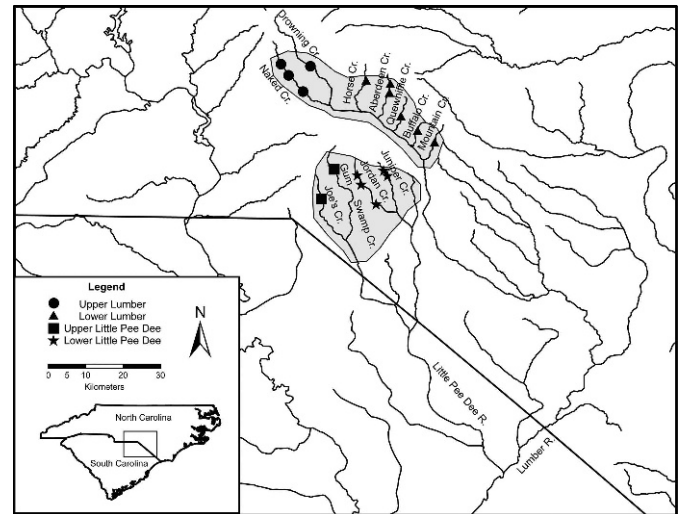 Drowning Cr.
Naked Cr.
Horse Cr.
Aberdeen Cr.
Quewhiffle Cr.
Buffalo Cr.
Mountain Cr.
Joe's Cr.
Gum
Swamp Cr.
Jordan Cr.
Juniper Cr.
Little Pee Dee R.
Lumber R.
Legend
Upper Lumber
Lower Lumber
Upper Little Pee Dee
Lower Little Pee Dee
N
0 5 10 20 30
Kilometers
North Carolina
South Carolina